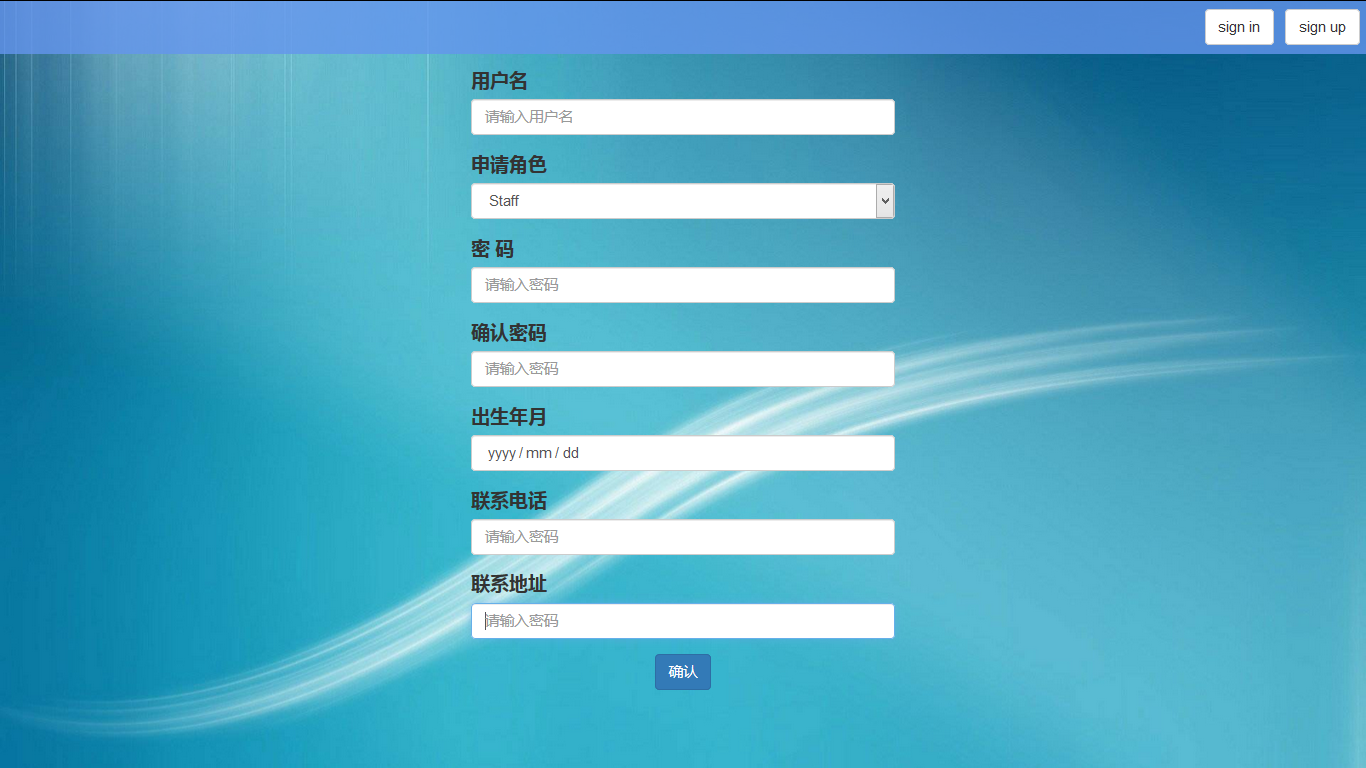 sign in
sign up
用户名
请输入用户名
申请角色
Staff
密 码
请输入密码
确认密码
请输入密码
出生年月
yyyy / mm / dd
联系电话
请输入密码
联系地址
请输入密码
确认